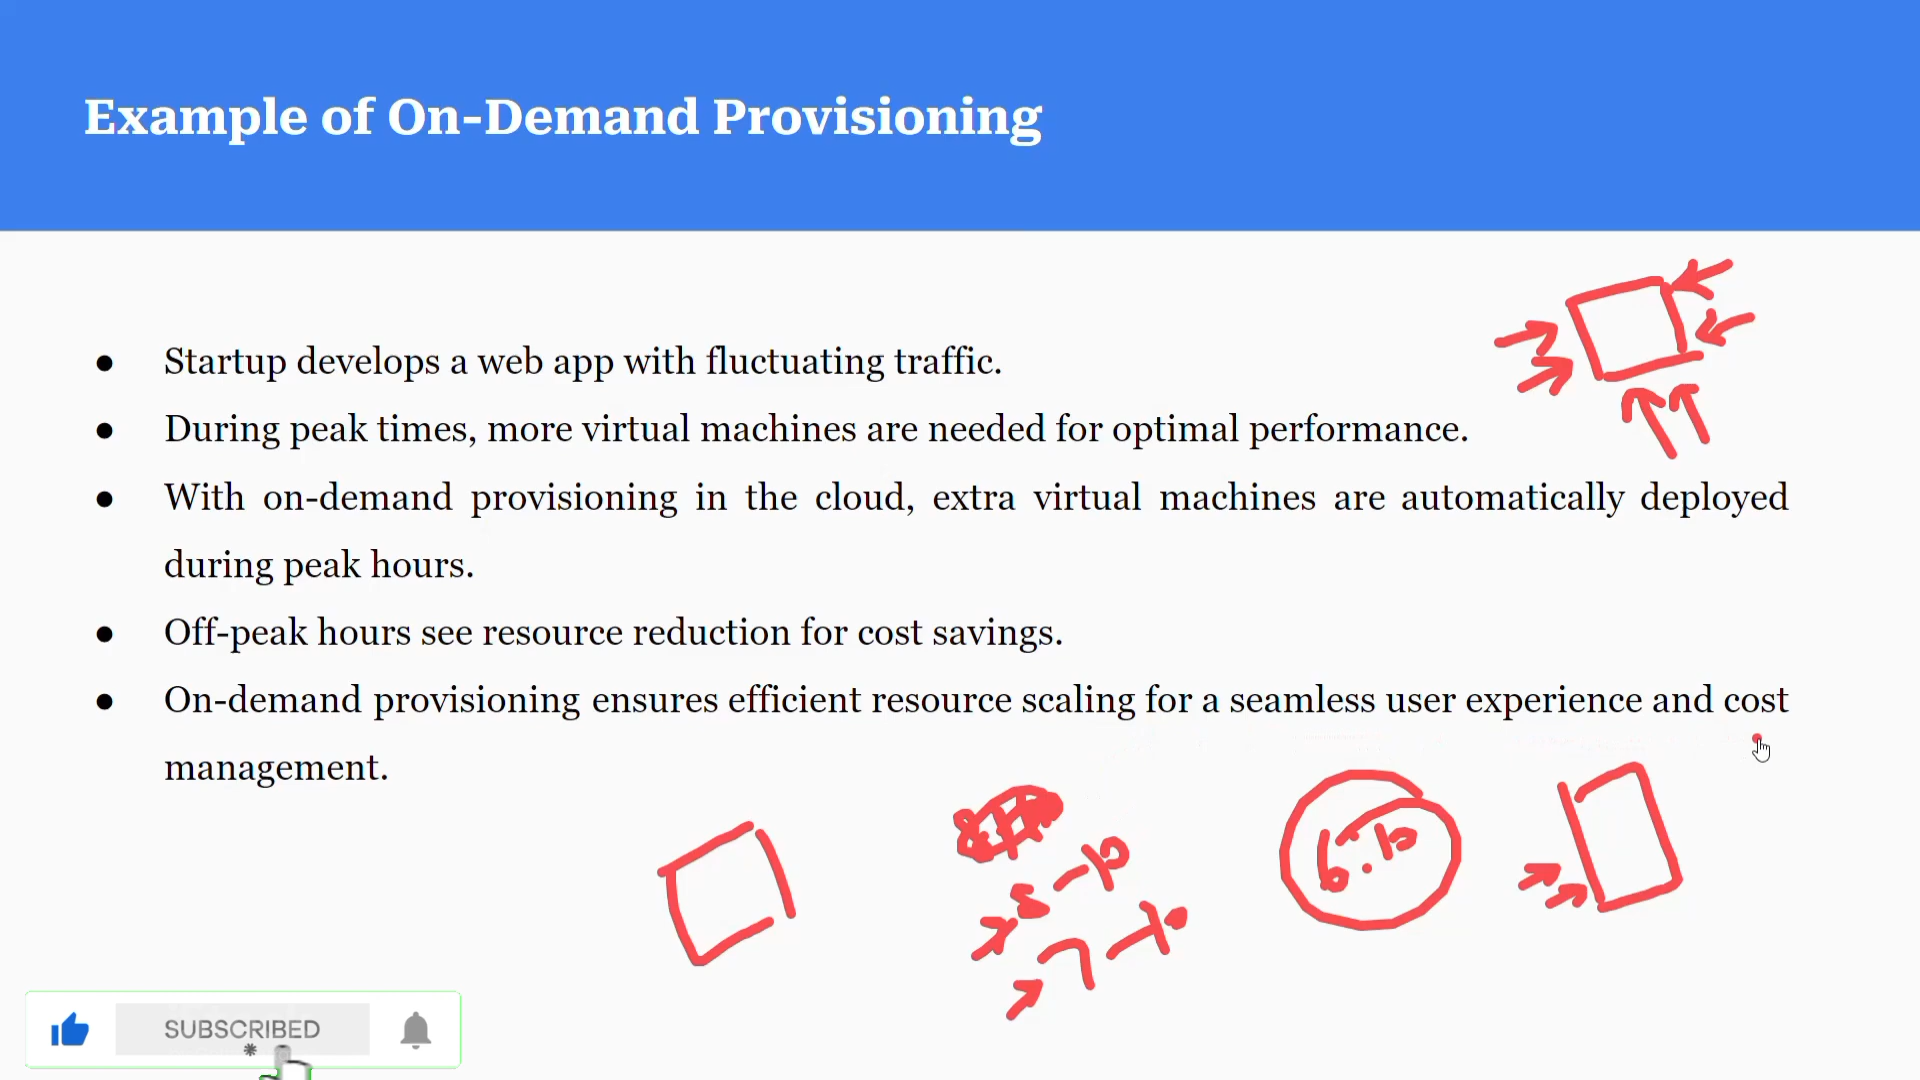 Example of On-Demand Provisioning
● Startup develops a web app with fluctuating traffic.
● During peak times, more virtual machines are needed for optimal performance.
● With on-demand provisioning in the cloud, extra virtual machines are automatically deployed
during peak hours.
● Off-peak hours see resource reduction for cost savings.
● On-demand provisioning ensures efficient resource scaling for a seamless user experience and cost
management.
SUBSCRIBED